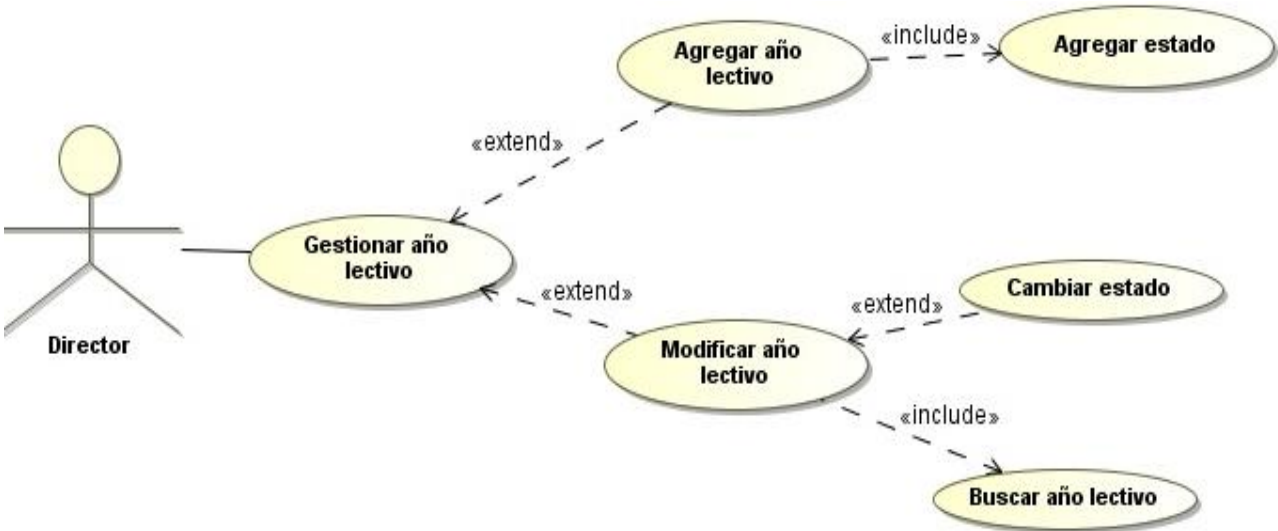 Agregar año
lectivo
«include»
Agregar estado
«extend»
Gestionar año
lectivo
Director
«extend»
Modificar año
lectivo
«extend»
Cambiar estado
«include»
Buscar año lectivo